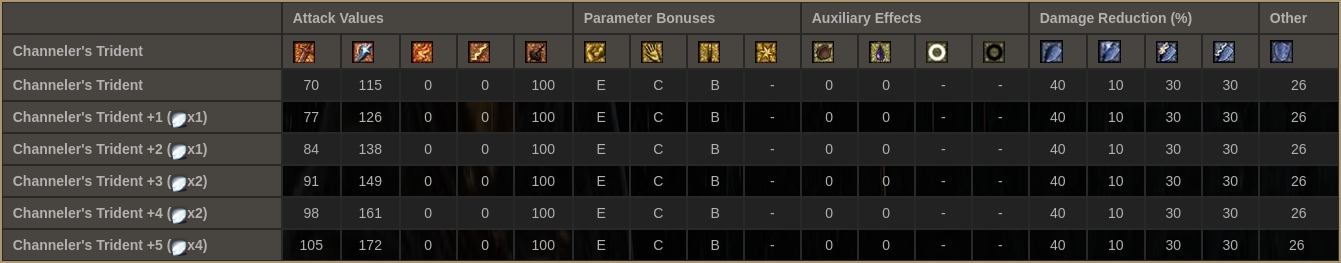 Attack Values Parameter Bonuses Auxiliary Effects Damage Reduction (%) Other
Channeler's Trident
Channeler's Trident 70 115 0 0 100 E C B - 0 0 - - 40 10 30 30 26
Channeler's Trident +1 (x1) 77 126 0 0 100 E C B - 0 0 - - 40 10 30 30 26
Channeler's Trident +2 (x1) 84 138 0 0 100 E C B - 0 0 - - 40 10 30 30 26
Channeler's Trident +3 (x2) 91 149 0 0 100 E C B - 0 0 - - 40 10 30 30 26
Channeler's Trident +4 (x2) 98 161 0 0 100 E C B - 0 0 - - 40 10 30 30 26
Channeler's Trident +5 (x4) 105 172 0 0 100 E C B - 0 0 - - 40 10 30 30 26